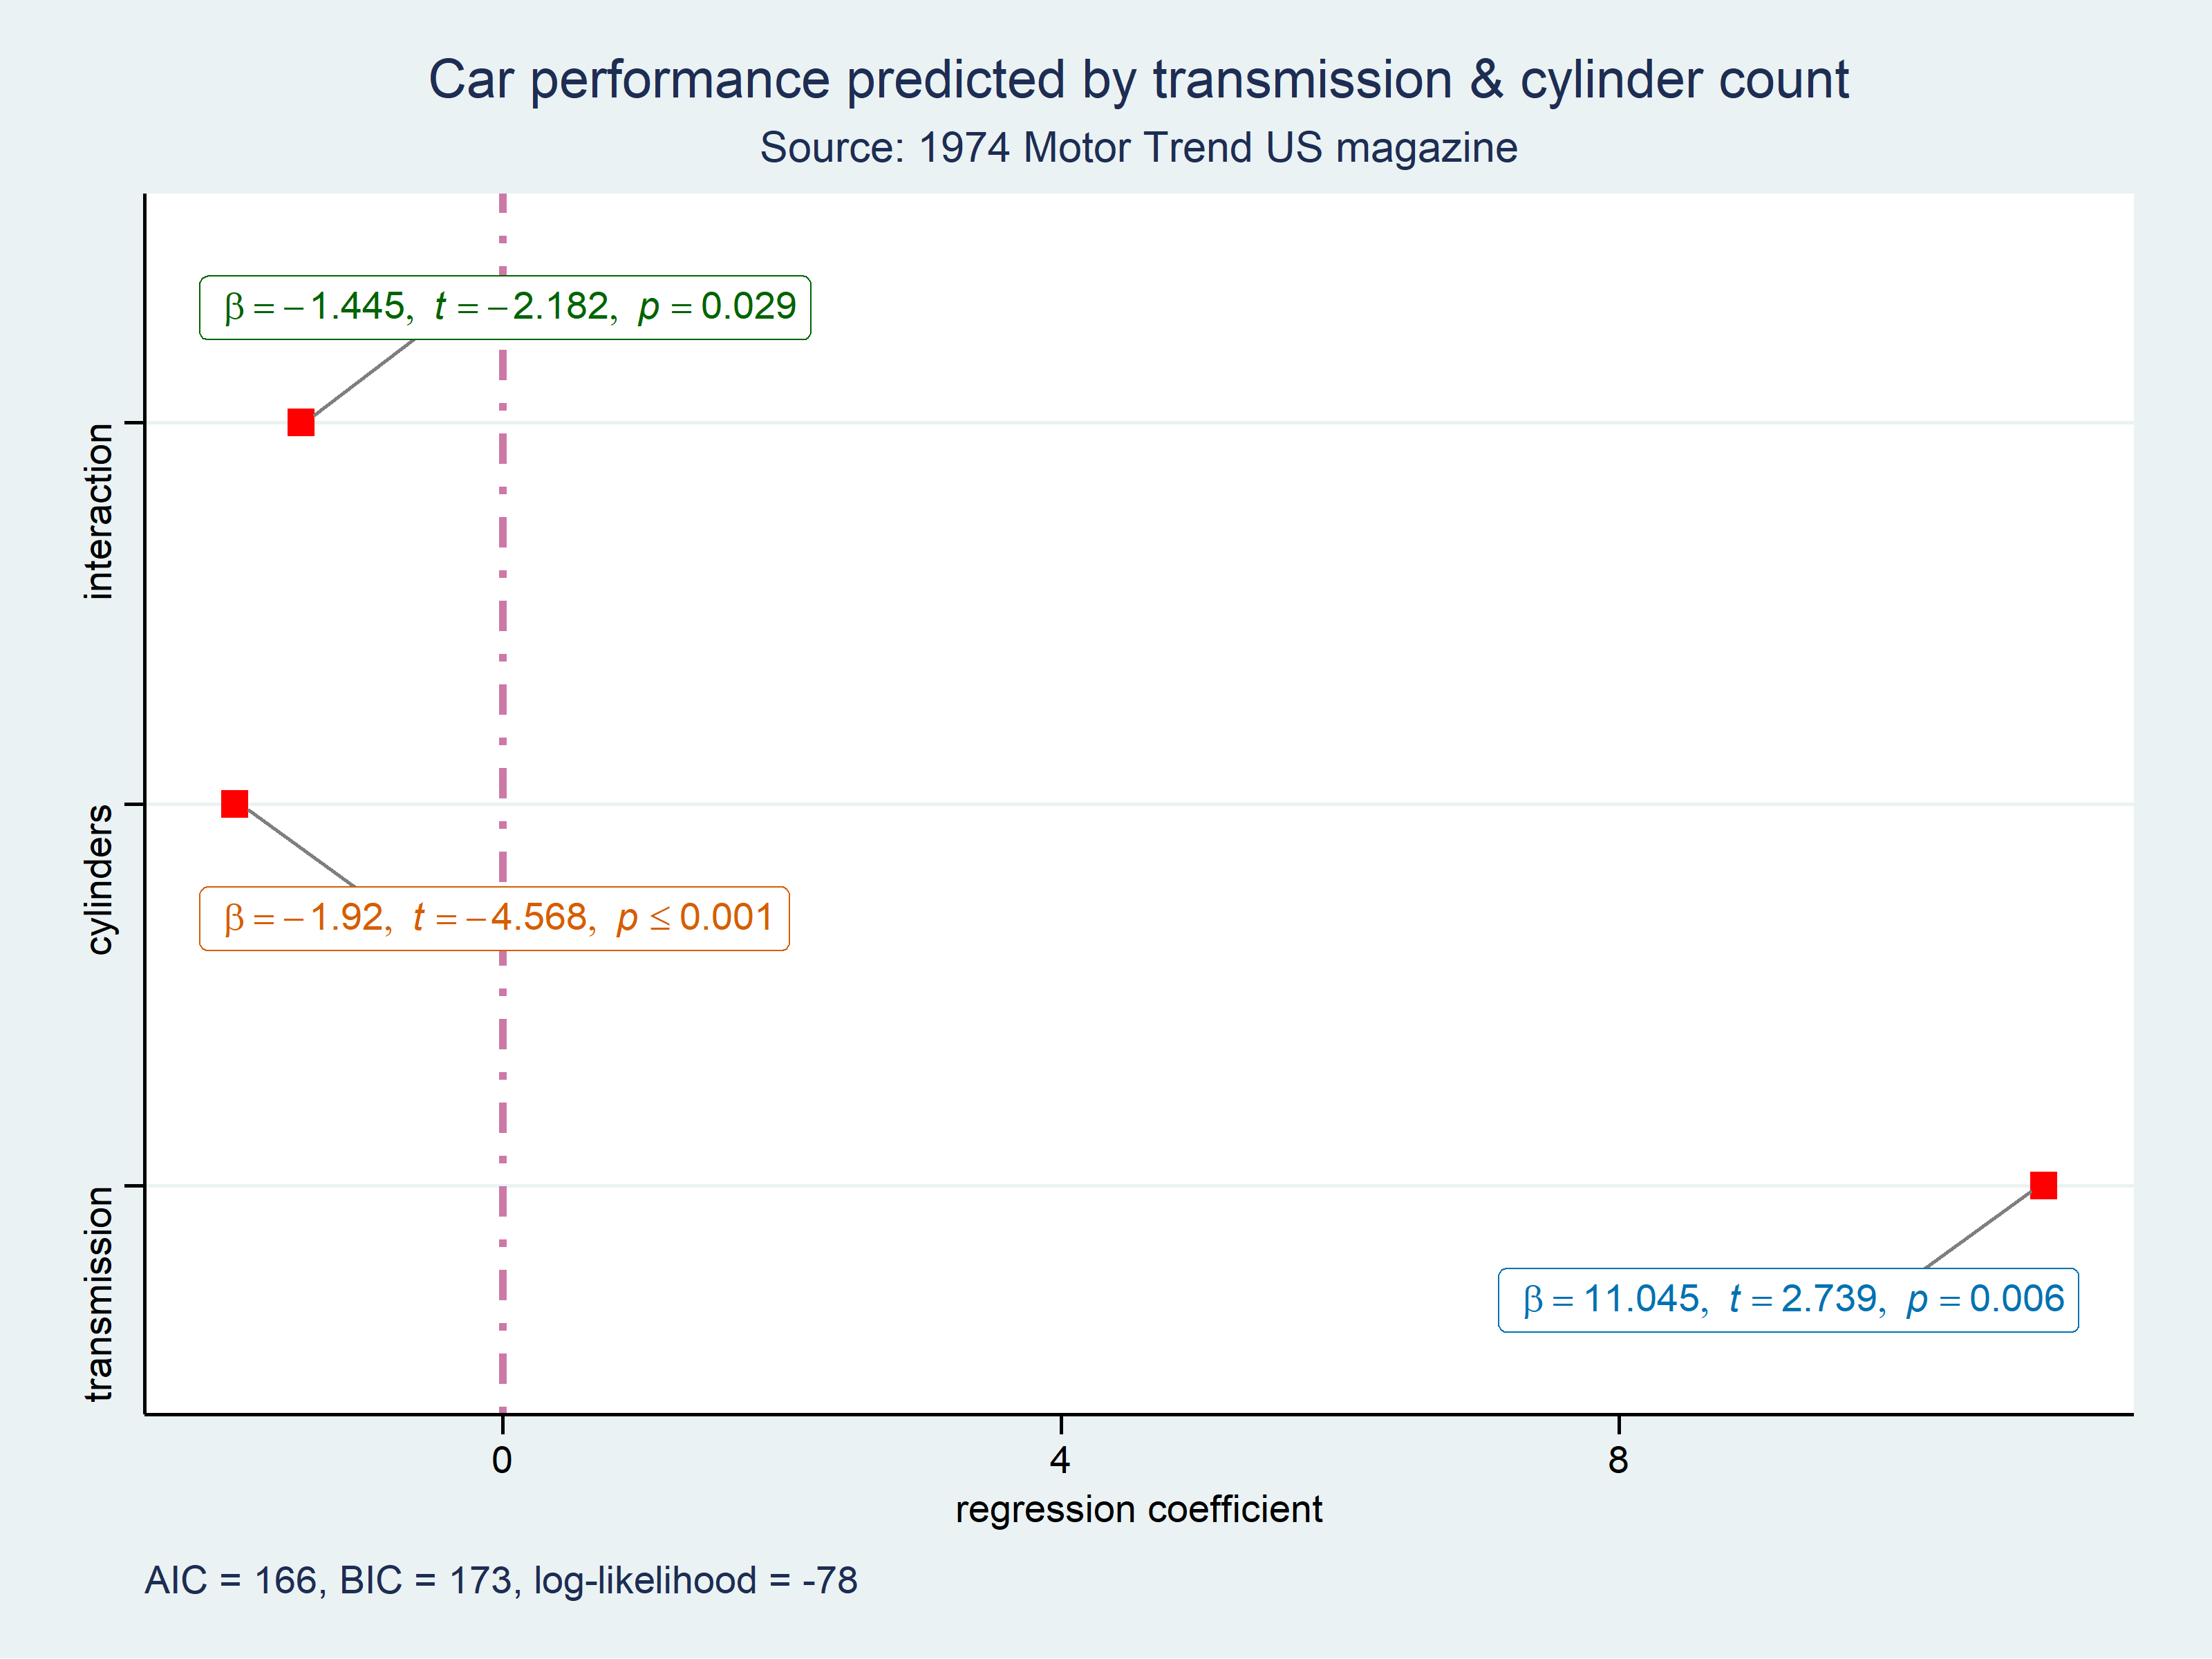 Car performance predicted by transmission & cylinder count
Source: 1974 Motor Trend US magazine
β = −1.445, t = −2.182, p = 0.029
interaction
cylinders
β = −1.92, t = −4.568, p ≤ 0.001
transmission
β = 11.045, t = 2.739, p = 0.006
0 4 8
regression coefficient
AIC = 166, BIC = 173, log-likelihood = -78